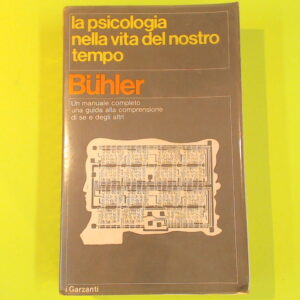 la psicologia
nella vita del nostro
tempo
Bühler
Un manuale completo
una guida alla comprensione
di se e degli altri
i Garzanti